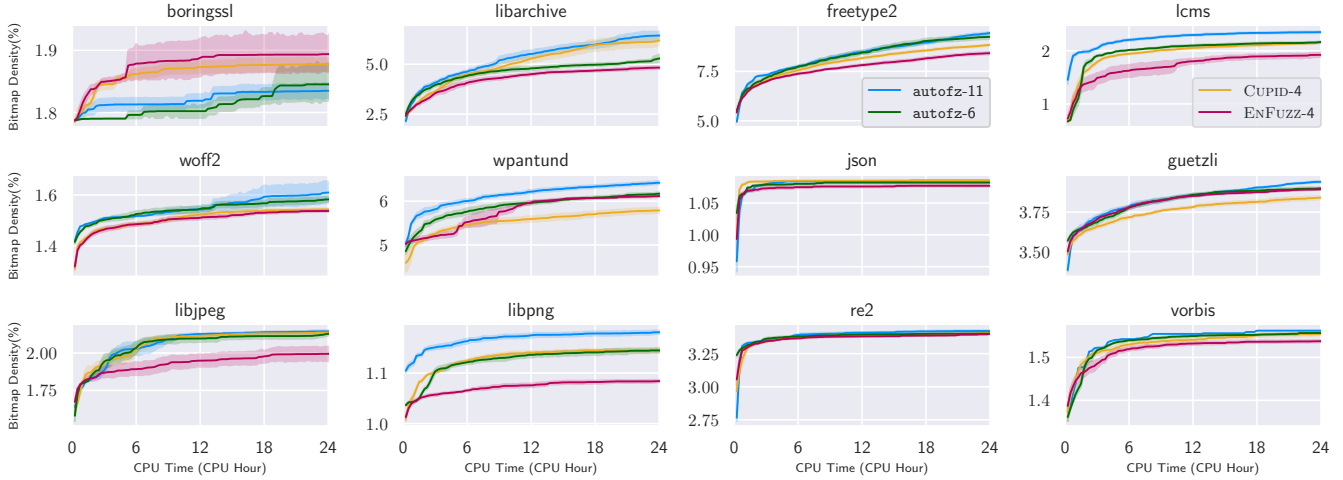 boringssl libarchive freetype2 lcms
Bitmap Density(%)
1.9
1.8
5.0
2.5
7.5
5.0
2
1
autofz-11
autofz-6
CUPID-4
ENFUZZ-4
woff2 wpantund json guetzli
Bitmap Density(%)
1.6
1.4
6
5
1.05
1.00
0.95
3.75
3.50
libjpeg libpng re2 vorbis
Bitmap Density(%)
2.00
1.75
1.1
1.0
3.25
3.00
2.75
1.5
1.4
0 6 12 18 24 0 6 12 18 24 0 6 12 18 24 0 6 12 18 24
CPU Time (CPU Hour) CPU Time (CPU Hour) CPU Time (CPU Hour) CPU Time (CPU Hour)